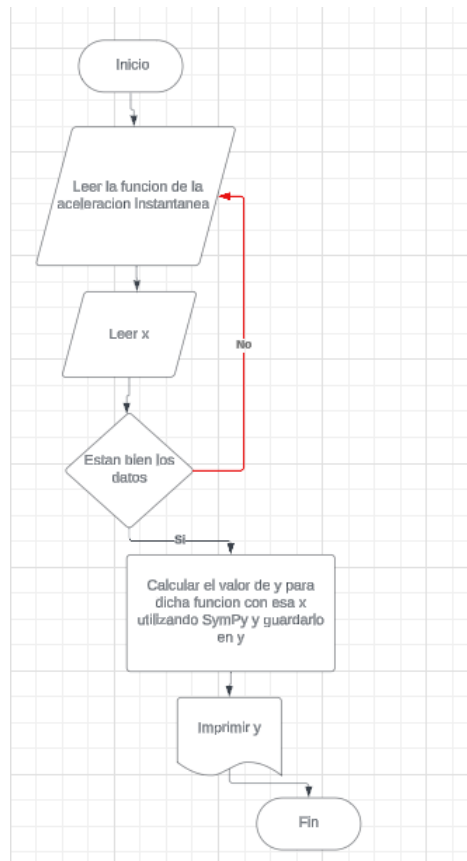 Inicio
Leer la funcion de la
aceleracion Instantanea
Leer x
No
Estan bien los
datos
Si
Calcular el valor de y para
dicha funcion con esa x
utilizando SymPy y guardarlo
en y
Imprimir y
Fin